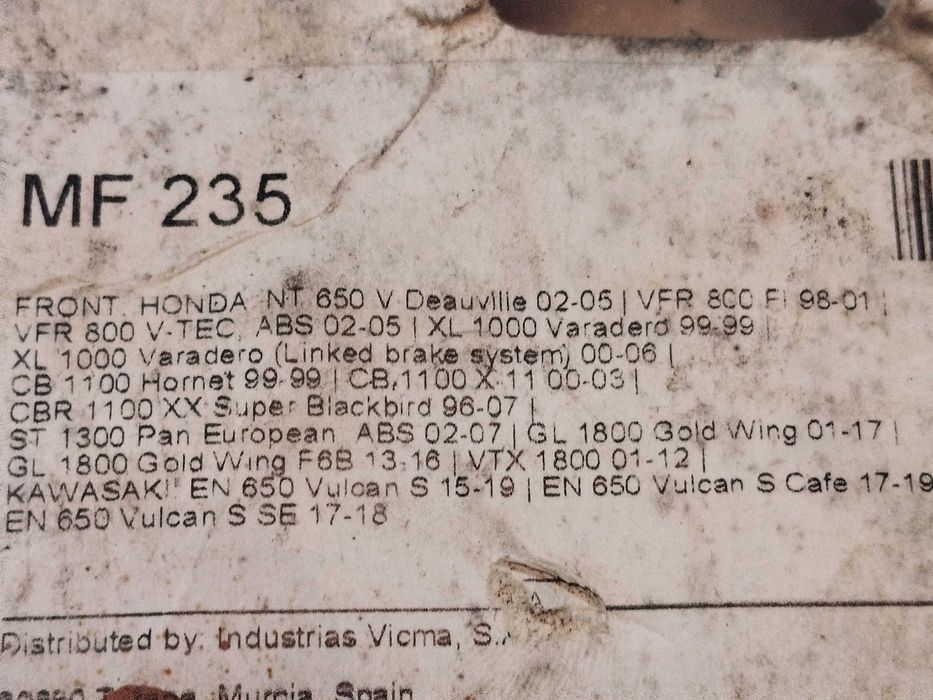 MF 235
FRONT. HONDA NT 650 V Deauville 02-05 | VFR 800 FI 98-01 |
VFR 800 V-TEC, ABS 02-05 | XL 1000 Varadero 99-99 |
XL 1000 Varadero (Linked brake system) 00-06 |
CB 1100 Hornet 99-99 | CB 1100 X-11 00-03 |
CBR 1100 XX Super Blackbird 96-07 |
ST 1300 Pan European ABS 02-07 | GL 1800 Gold Wing 01-17 |
GL 1800 Gold Wing F6B 13-16 | VTX 1800 01-12 |
KAWASAKI: EN 650 Vulcan S 15-19 | EN 650 Vulcan S Cafe 17-19
EN 650 Vulcan S SE 17-18
Distributed by: Industrias Vicma, S.
Murcia, Spain